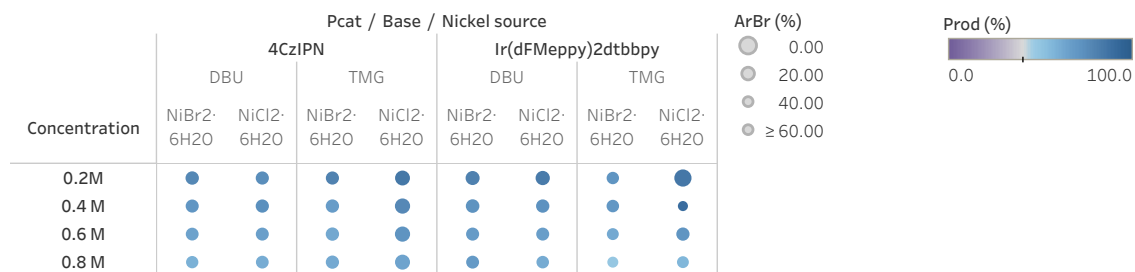 Pcat / Base / Nickel source
4CzIPN Ir(dFMeppy)2dtbbpy
DBU TMG DBU TMG
Concentration
NiBr2· NiCl2· NiBr2· NiCl2· NiBr2· NiCl2· NiBr2· NiCl2·
6H2O 6H2O 6H2O 6H2O 6H2O 6H2O 6H2O 6H2O
0.2M
0.4 M
0.6 M
0.8 M
ArBr (%)
0.00
20.00
40.00
≥ 60.00
Prod (%)
0.0 100.0